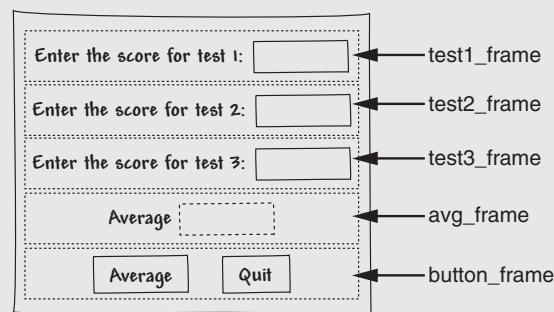 Enter the score for test 1: test1_frame
Enter the score for test 2: test2_frame
Enter the score for test 3: test3_frame
Average avg_frame
Average Quit button_frame